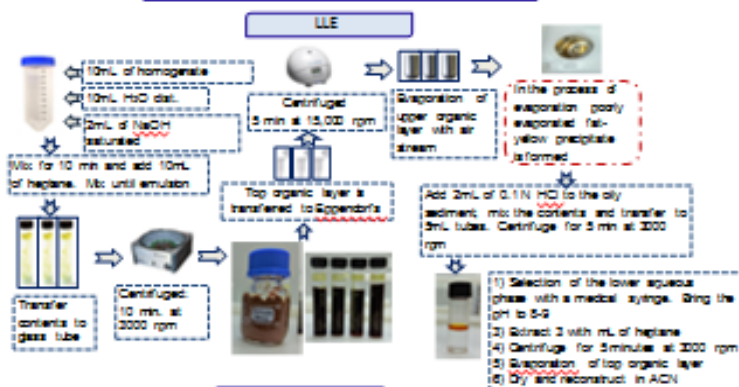 LLE
10mL of homogenate
10mL H₂O dist.
2mL of NaOH
saturated
Mix for 10 min and add 10mL
of heptane. Mix until emulsion
Transfer
contents to
glass tube
Centrifuged.
10 min. at
2000 rpm
Top organic layer is
transferred to Eppendorfs
Centrifuged
5 min at 15,000 rpm
Evaporation of
upper organic
layer with air
stream
In the process of
evaporation poorly
evaporated fat-
yellow precipitate
is formed
Add 2mL of 0.1N HCl to the oily
sediment, mix the contents and transfer to
5mL tubes. Centrifuge for 5 min at 2000
rpm
1) Selection of the lower aqueous
phase with a medical syringe. Bring the
pH to 8-9
Extract 2 with mL of heptane
4) Centrifuge for 5minutes at 2000 rpm
5) Evaporation of top organic layer
6) Dry and reconstruct in ACN